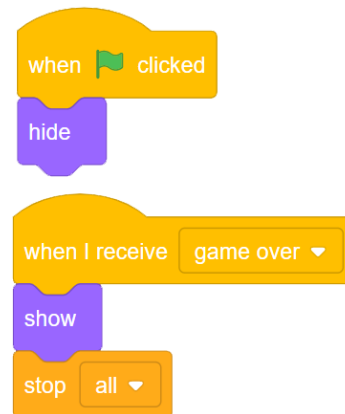 when clicked
hide
when I receive game over
show
stop all